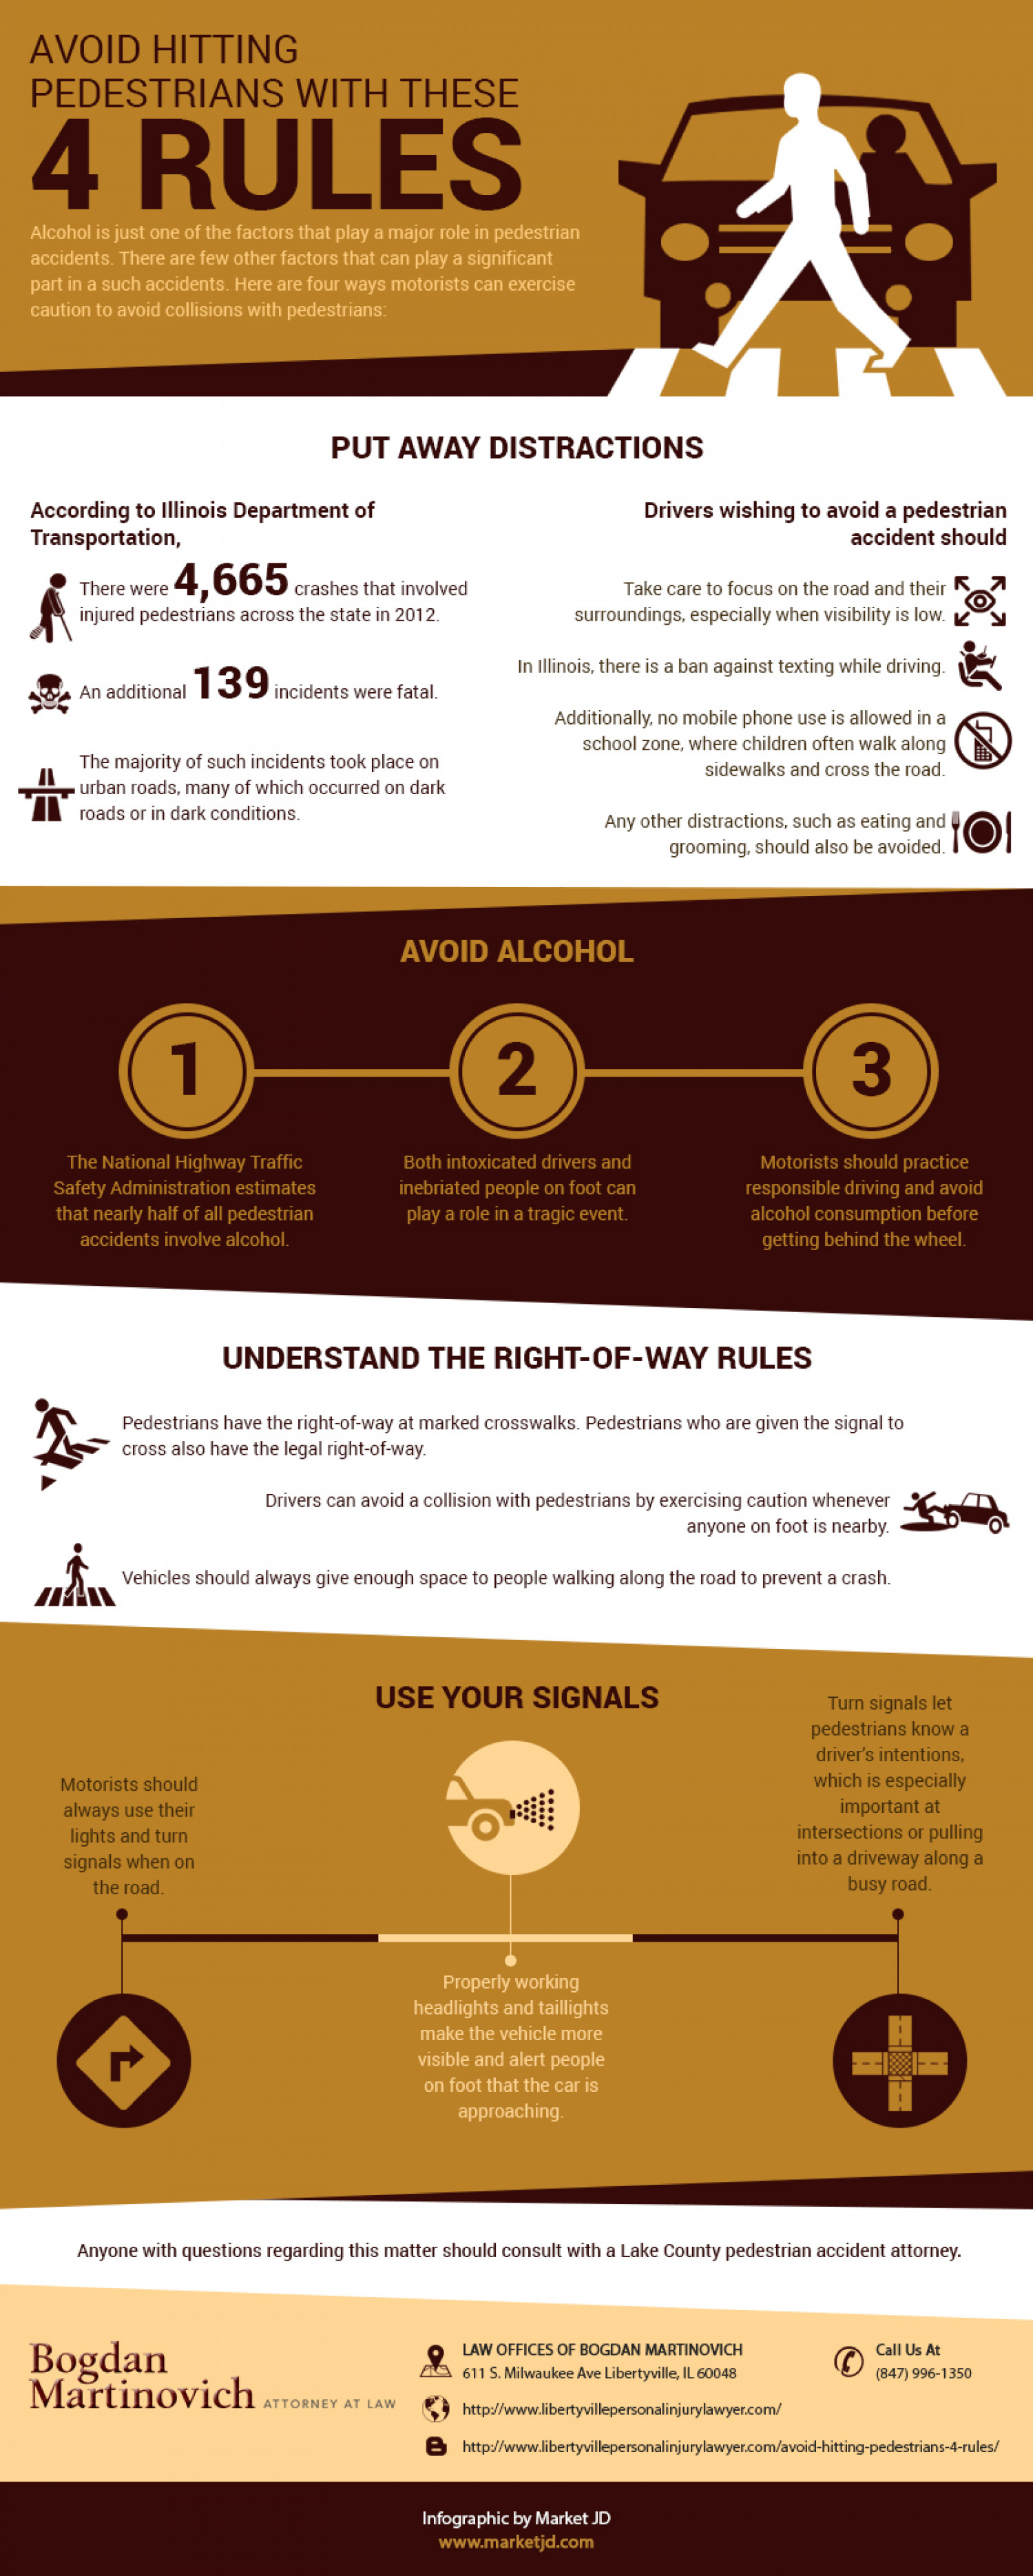 AVOID HITTING
PEDESTRIANS WITH THESE
4 RULES
Alcohol is just one of the factors that play a major role in pedestrian
accidents. There are few other factors that can play a significant
part in a such accidents. Here are four ways motorists can exercise
caution to avoid collisions with pedestrians:
PUT AWAY DISTRACTIONS
According to Illinois Department of
Transportation,
There were 4,665 crashes that involved
injured pedestrians across the state in 2012.
An additional 139 incidents were fatal.
The majority of such incidents took place on
urban roads, many of which occurred on dark
roads or in dark conditions.
Drivers wishing to avoid a pedestrian
accident should
Take care to focus on the road and their
surroundings, especially when visibility is low.
In Illinois, there is a ban against texting while driving.
Additionally, no mobile phone use is allowed in a
school zone, where children often walk along
sidewalks and cross the road.
Any other distractions, such as eating and
grooming, should also be avoided.
AVOID ALCOHOL
1
The National Highway Traffic
Safety Administration estimates
that nearly half of all pedestrian
accidents involve alcohol.
2
Both intoxicated drivers and
inebriated people on foot can
play a role in a tragic event.
3
Motorists should practice
responsible driving and avoid
alcohol consumption before
getting behind the wheel.
UNDERSTAND THE RIGHT-OF-WAY RULES
Pedestrians have the right-of-way at marked crosswalks. Pedestrians who are given the signal to
cross also have the legal right-of-way.
Drivers can avoid a collision with pedestrians by exercising caution whenever
anyone on foot is nearby.
Vehicles should always give enough space to people walking along the road to prevent a crash.
USE YOUR SIGNALS
Motorists should
always use their
lights and turn
signals when on
the road.
Properly working
headlights and taillights
make the vehicle more
visible and alert people
on foot that the car is
approaching.
Turn signals let
pedestrians know a
driver's intentions,
which is especially
important at
intersections or pulling
into a driveway along a
busy road.
Anyone with questions regarding this matter should consult with a Lake County pedestrian accident attorney.
Bogdan
Martinovich ATTORNEY AT LAW
LAW OFFICES OF BOGDAN MARTINOVICH
611 S. Milwaukee Ave Libertyville, IL 60048
Call Us At
(847) 996-1350
http://www.libertyvillepersonalinjurylawyer.com/
http://www.libertyvillepersonalinjurylawyer.com/avoid-hitting-pedestrians-4-rules/
Infographic by Market JD
www.marketjd.com